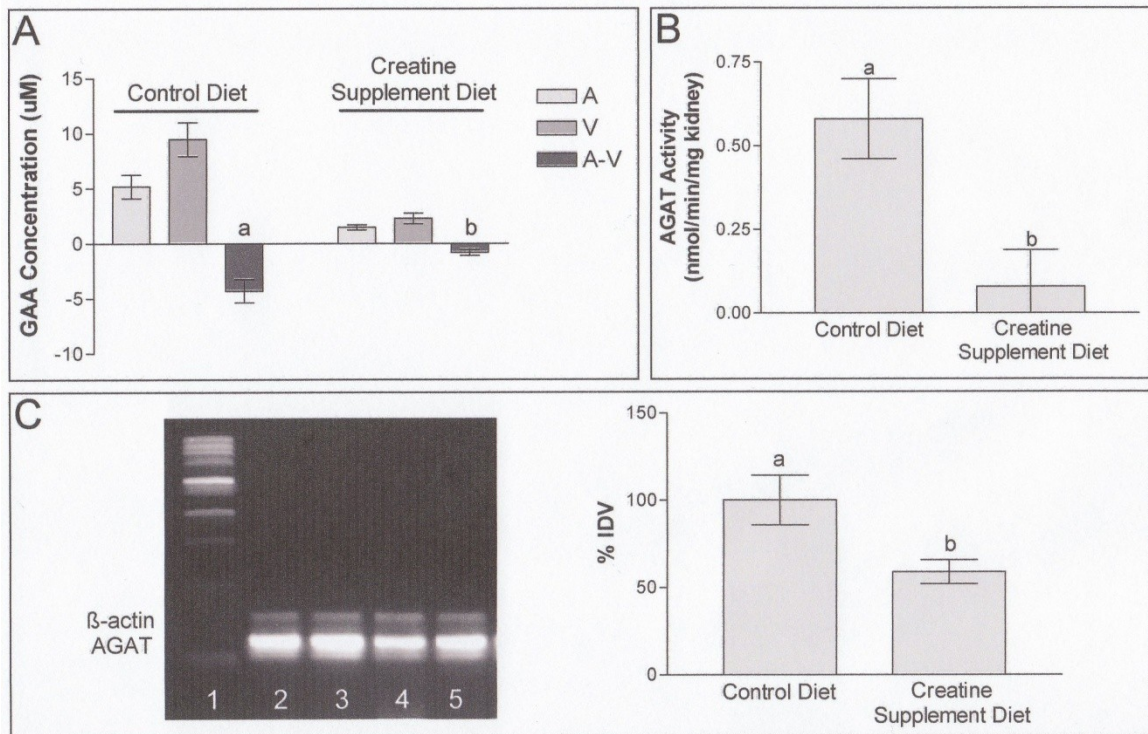 A
GAA Concentration (uM)
15
10
5
0
-5
-10
Control Diet
Creatine
Supplement Diet
a
b
A
V
A-V
B
AGAT Activity
(nmol/min/mg kidney)
0.75
0.50
0.25
0.00
a
b
Control Diet
Creatine
Supplement Diet
C
ß-actin
AGAT
1 2 3 4 5
% IDV
150
100
50
0
a
b
Control Diet
Creatine
Supplement Diet